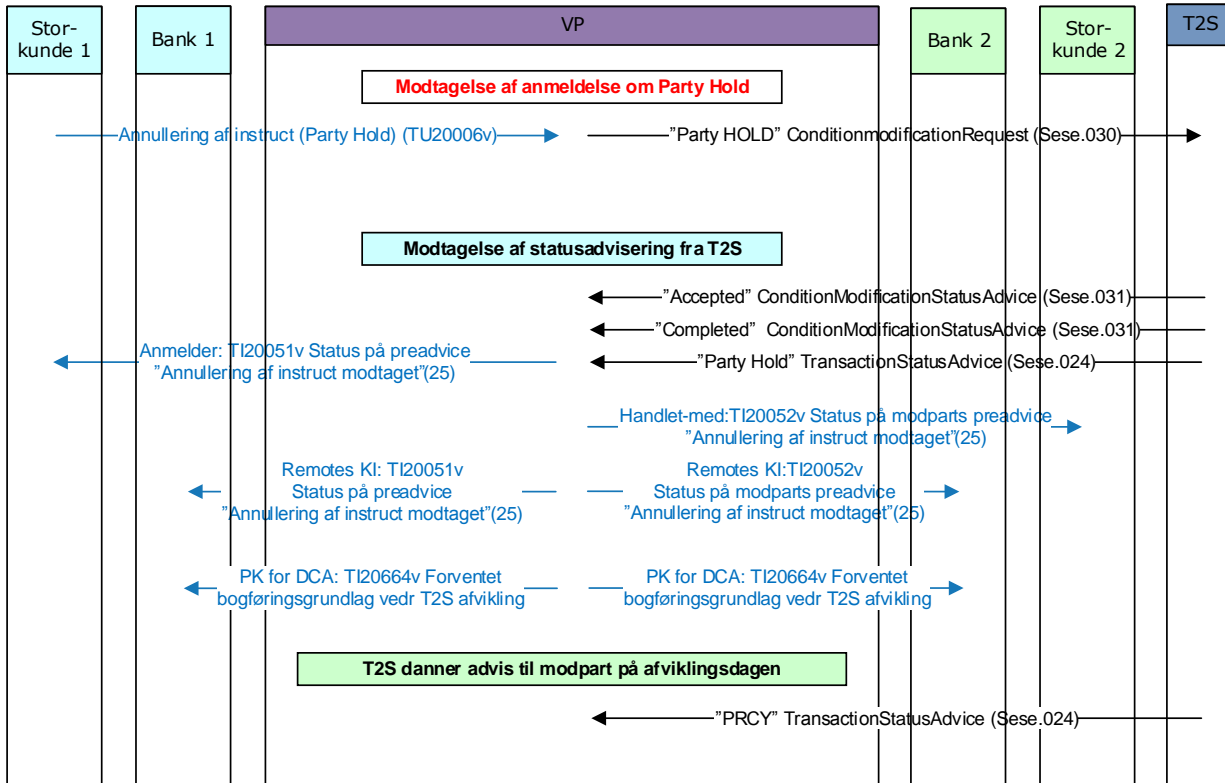 Stor-
kunde 1
Bank 1
VP
Bank 2
Stor-
kunde 2
T2S
Modtagelse af anmeldelse om Party Hold
Annullering af instruct (Party Hold) (TU20006v)
”Party HOLD” ConditionmodificationRequest (Sese.030)
Modtagelse af statusadvisering fra T2S
”Accepted” ConditionModificationStatusAdvice (Sese.031)
”Completed” ConditionModificationStatusAdvice (Sese.031)
Anmelder: TI20051v Status på preadvice
”Annullering af instruct modtaget”(25)
”Party Hold” TransactionStatusAdvice (Sese.024)
Handlet-med:TI20052v Status på modparts preadvice
”Annullering af instruct modtaget”(25)
Remotes KI: TI20051v
Status på preadvice
”Annullering af instruct modtaget”(25)
Remotes KI:TI20052v
Status på modparts preadvice
”Annullering af instruct modtaget”(25)
PK for DCA: TI20664v Forventet
bogføringsgrundlag vedr T2S afvikling
PK for DCA: TI20664v Forventet
bogføringsgrundlag vedr T2S afvikling
T2S danner advis til modpart på afviklingsdagen
”PRCY” TransactionStatusAdvice (Sese.024)